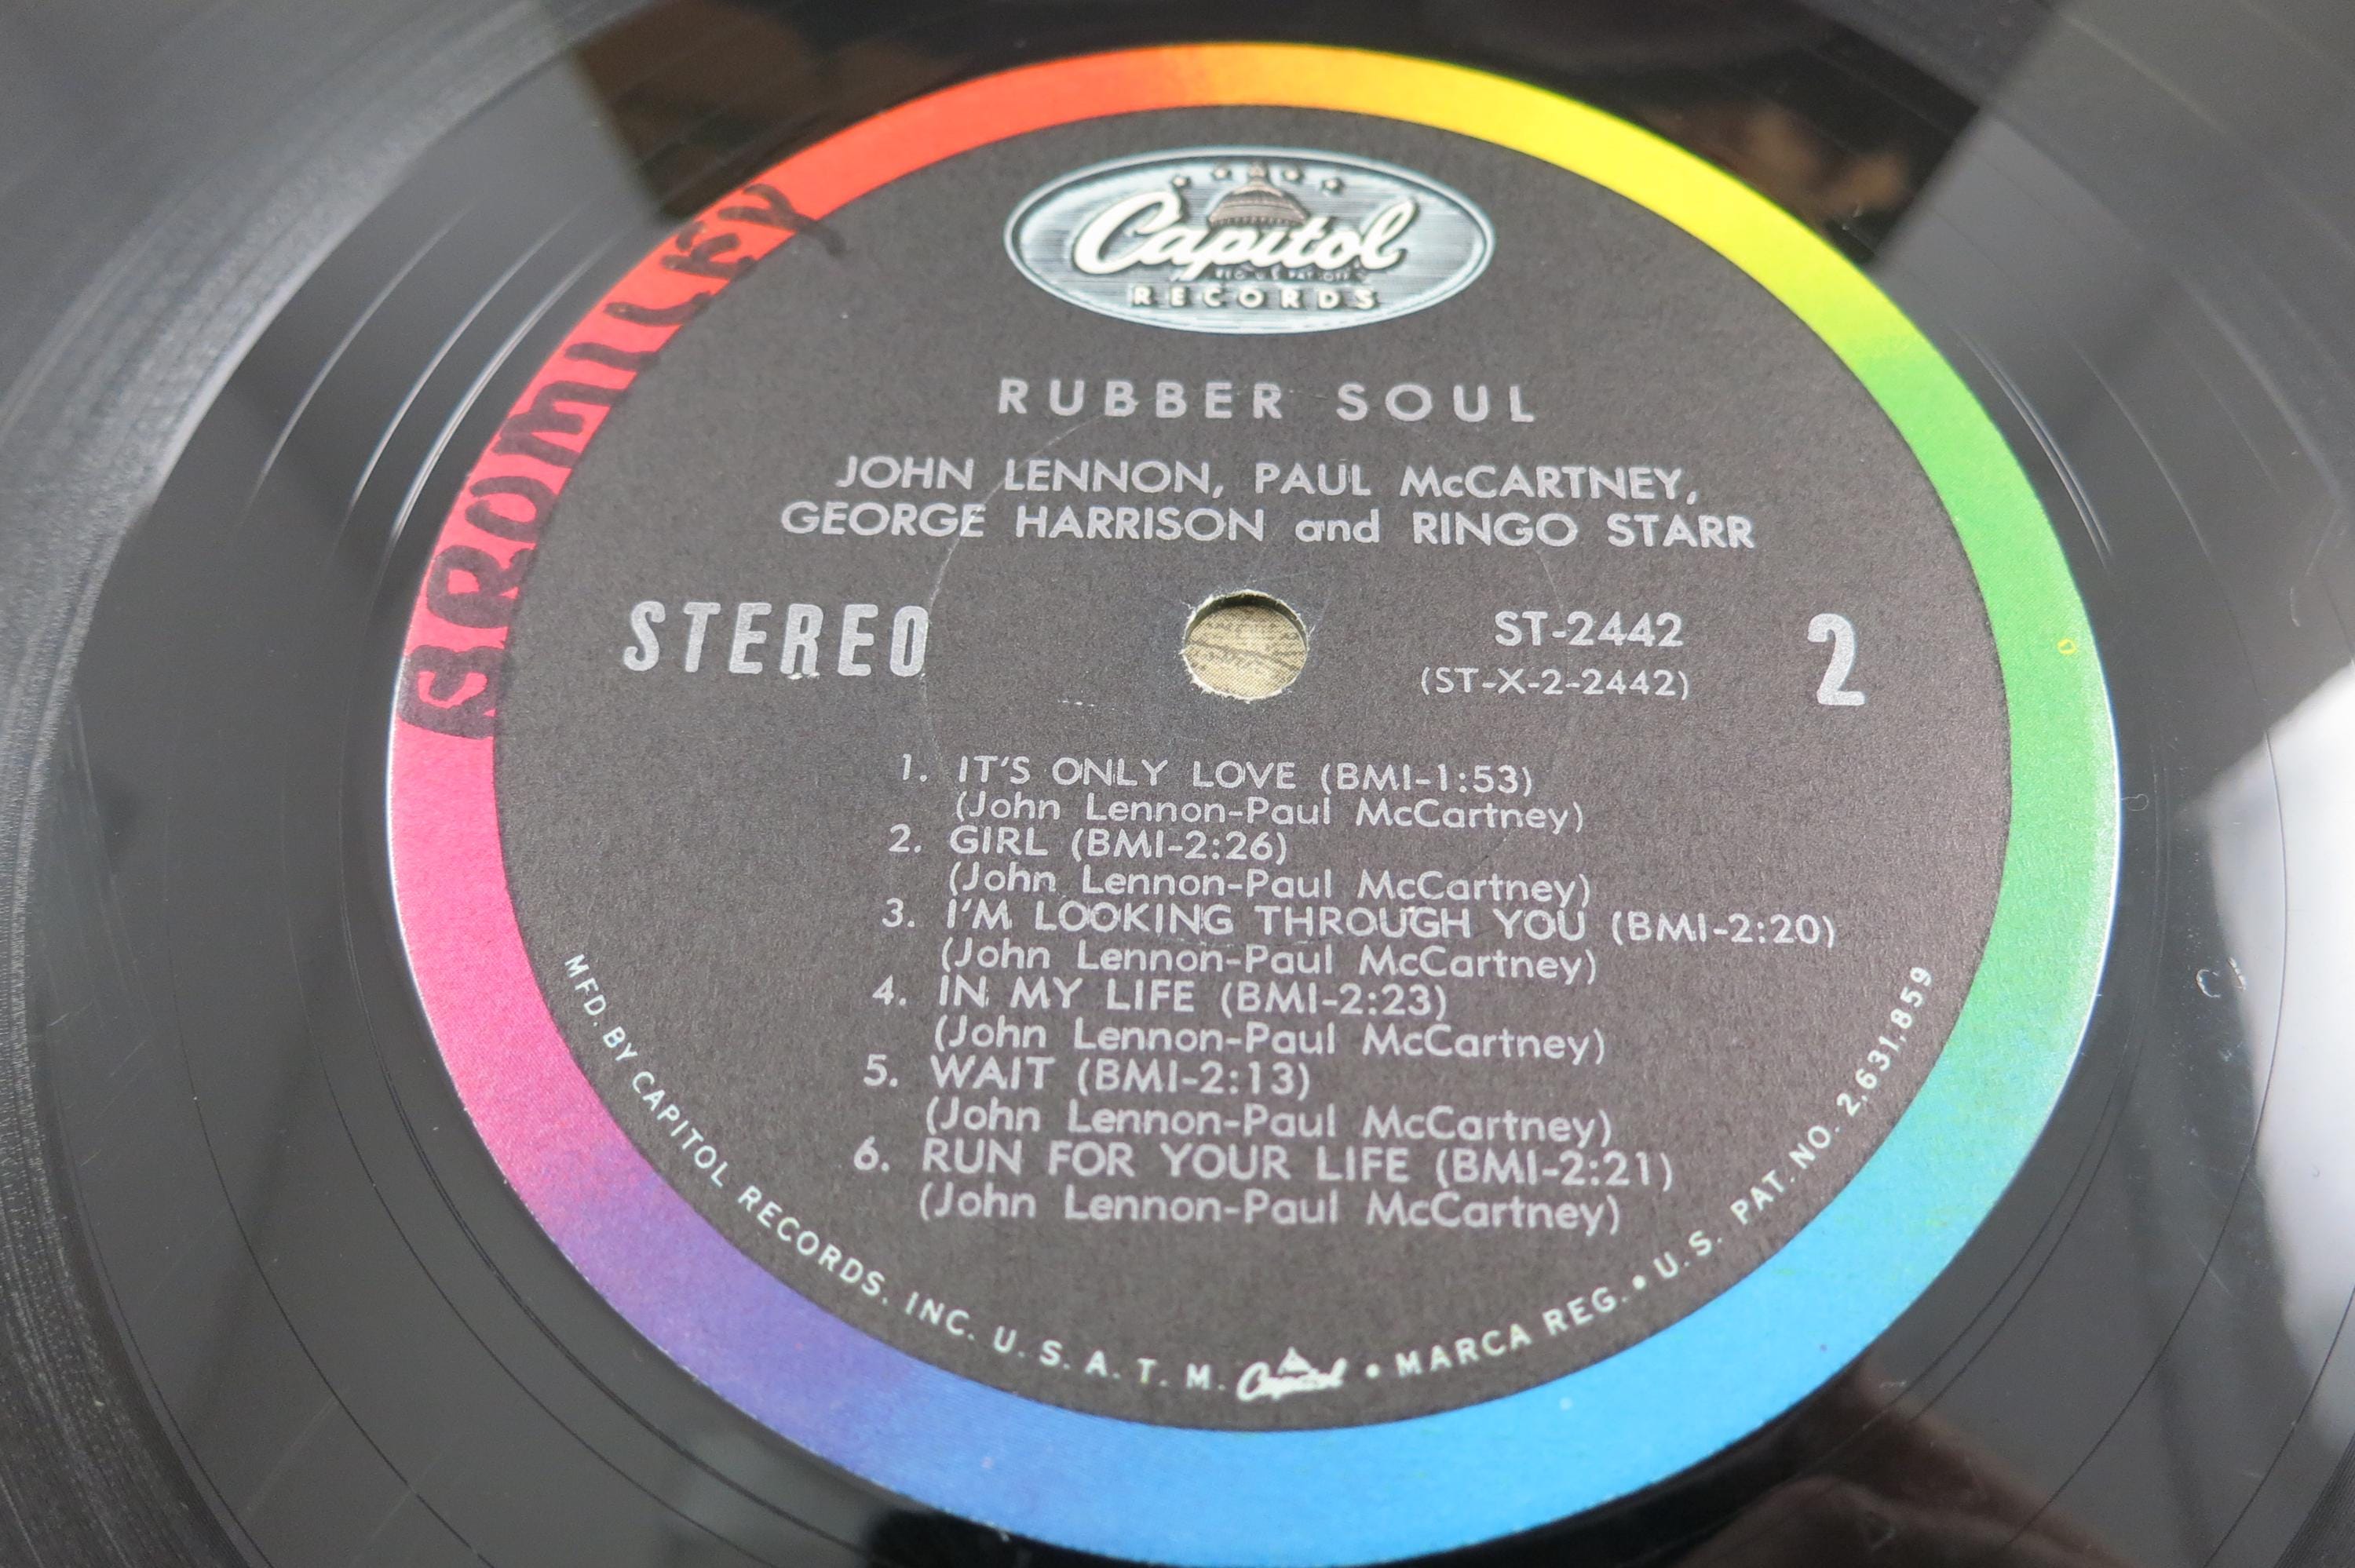 Capitol
RECORDS
RUBBER SOUL
JOHN LENNON, PAUL McCARTNEY,
GEORGE HARRISON and RINGO STARR
BROMILEY
STEREO
ST-2442
(ST-X-2-2442)
2
1. IT'S ONLY LOVE (BMI-1:53)
(John Lennon-Paul McCartney)
2. GIRL (BMI-2:26)
(John Lennon-Paul McCartney)
3. I'M LOOKING THROUGH YOU (BMI-2:20)
(John Lennon-Paul McCartney)
4. IN MY LIFE (BMI-2:23)
(John Lennon-Paul McCartney)
5. WAIT (BMI-2:13)
(John Lennon-Paul McCartney)
6. RUN FOR YOUR LIFE (BMI-2:21)
(John Lennon-Paul McCartney)
MFD. BY CAPITOL RECORDS, INC. U. S. A. T. M. Capitol • MARCA REG. • U.S. PAT. NO. 2,631,859